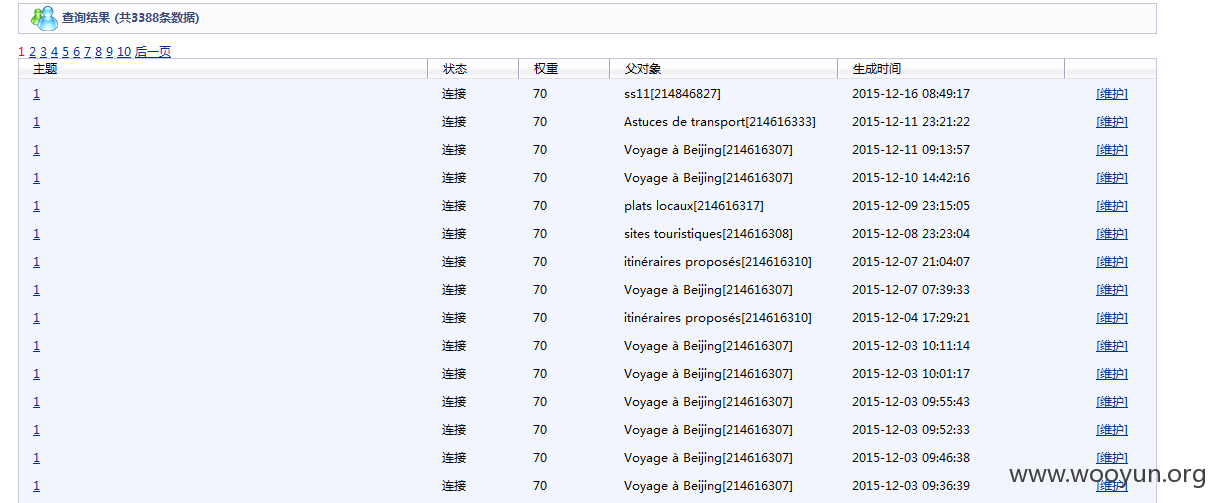 查询结果 (共3388条数据)
1 2 3 4 5 6 7 8 9 10 后一页
主题 状态 权重 父对象 生成时间
1 连接 70 ss11[214846827] 2015-12-16 08:49:17 [维护]
1 连接 70 Astuces de transport[214616333] 2015-12-11 23:21:22 [维护]
1 连接 70 Voyage à Beijing[214616307] 2015-12-11 09:13:57 [维护]
1 连接 70 Voyage à Beijing[214616307] 2015-12-10 14:42:16 [维护]
1 连接 70 plats locaux[214616317] 2015-12-09 23:15:05 [维护]
1 连接 70 sites touristiques[214616308] 2015-12-08 23:23:04 [维护]
1 连接 70 itinéraires proposés[214616310] 2015-12-07 21:04:07 [维护]
1 连接 70 Voyage à Beijing[214616307] 2015-12-07 07:39:33 [维护]
1 连接 70 itinéraires proposés[214616310] 2015-12-04 17:29:21 [维护]
1 连接 70 Voyage à Beijing[214616307] 2015-12-03 10:11:14 [维护]
1 连接 70 Voyage à Beijing[214616307] 2015-12-03 10:01:17 [维护]
1 连接 70 Voyage à Beijing[214616307] 2015-12-03 09:55:43 [维护]
1 连接 70 Voyage à Beijing[214616307] 2015-12-03 09:52:33 [维护]
1 连接 70 Voyage à Beijing[214616307] 2015-12-03 09:46:38 [维护]
1 连接 70 Voyage à Beijing[214616307] 2015-12-03 09:36:39 [维护]
www.wooyun.org